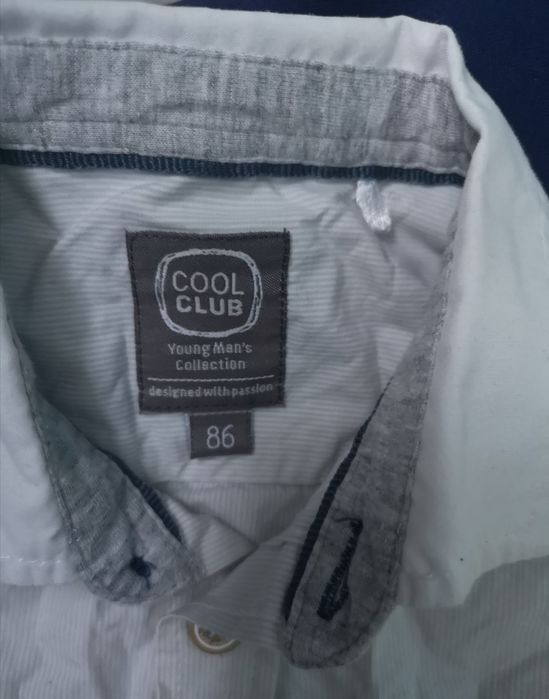 COOL
CLUB
Young Man's
Collection
designed with passion
86